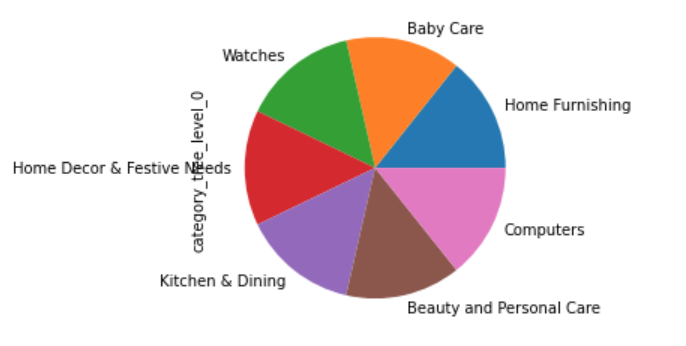 Baby Care
Watches
Home Furnishing
category_tree_level_0
Home Decor & Festive Needs
Computers
Kitchen & Dining
Beauty and Personal Care